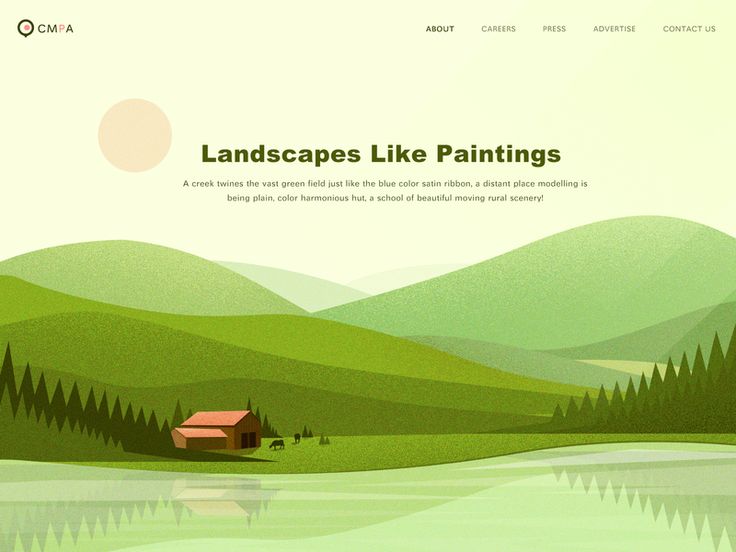 CMPA
ABOUT CAREERS PRESS ADVERTISE CONTACT US
Landscapes Like Paintings
A creek twines the vast green field just like the blue color satin ribbon, a distant place modelling is
being plain, color harmonious hut, a school of beautiful moving rural scenery!